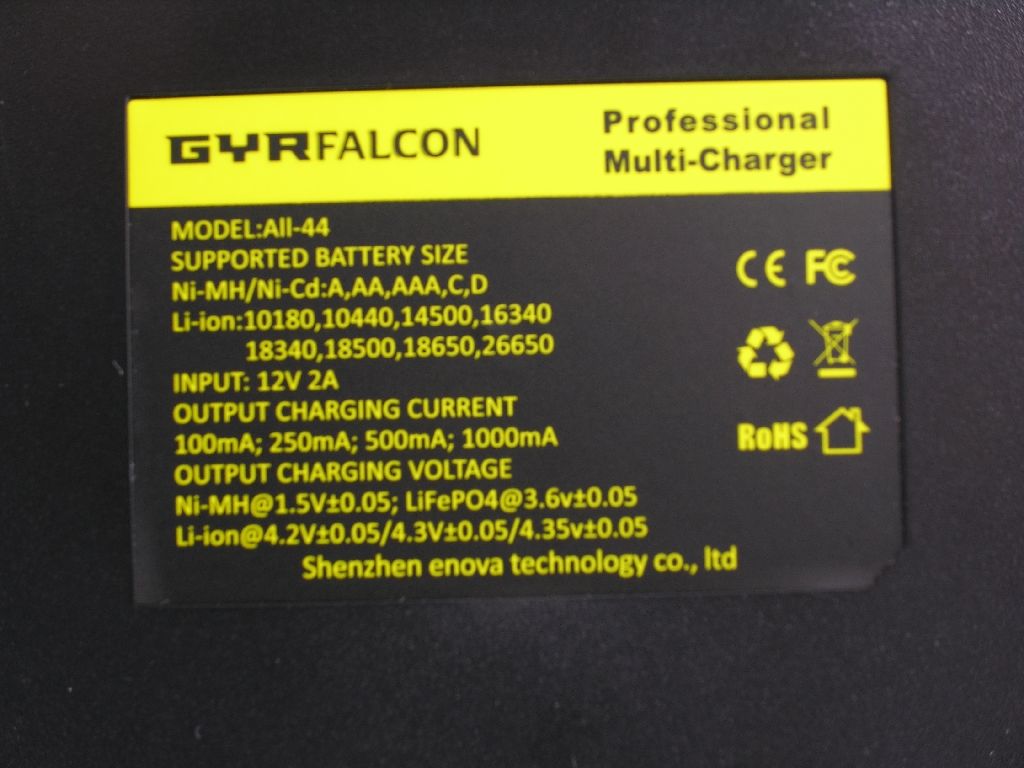 GYRFALCON
Professional
Multi-Charger
MODEL:All-44
SUPPORTED BATTERY SIZE
Ni-MH/Ni-Cd:A,AA,AAA,C,D
Li-ion:10180,10440,14500,16340
18340,18500,18650,26650
INPUT: 12V 2A
OUTPUT CHARGING CURRENT
100mA; 250mA; 500mA; 1000mA
OUTPUT CHARGING VOLTAGE
Ni-MH@1.5V±0.05; LiFePO4@3.6v±0.05
Li-ion@4.2V±0.05/4.3V±0.05/4.35v±0.05
Shenzhen enova technology co., ltd
CE FC
RoHS